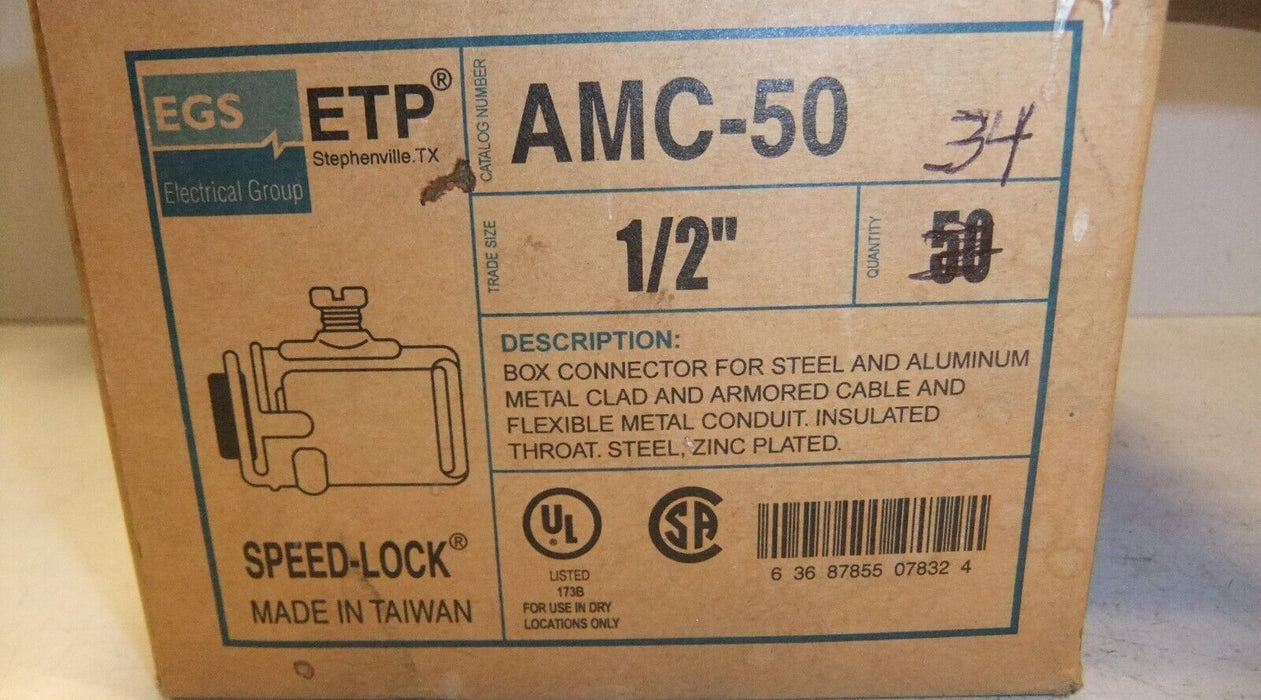 EGS
Electrical Group
ETP®
Stephenville.TX
CATALOG NUMBER
AMC-50
34
TRADE SIZE
1/2"
QUANTITY
50
DESCRIPTION:
BOX CONNECTOR FOR STEEL AND ALUMINUM
METAL CLAD AND ARMORED CABLE AND
FLEXIBLE METAL CONDUIT. INSULATED
THROAT. STEEL, ZINC PLATED.
SPEED-LOCK®
MADE IN TAIWAN
UL®
LISTED
173B
FOR USE IN DRY
LOCATIONS ONLY
CSA
6 36 87855 07832 4